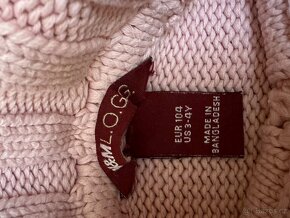 H&M L.O.G.G.
EUR 104
US 3-4Y
MADE IN
BANGLADESH